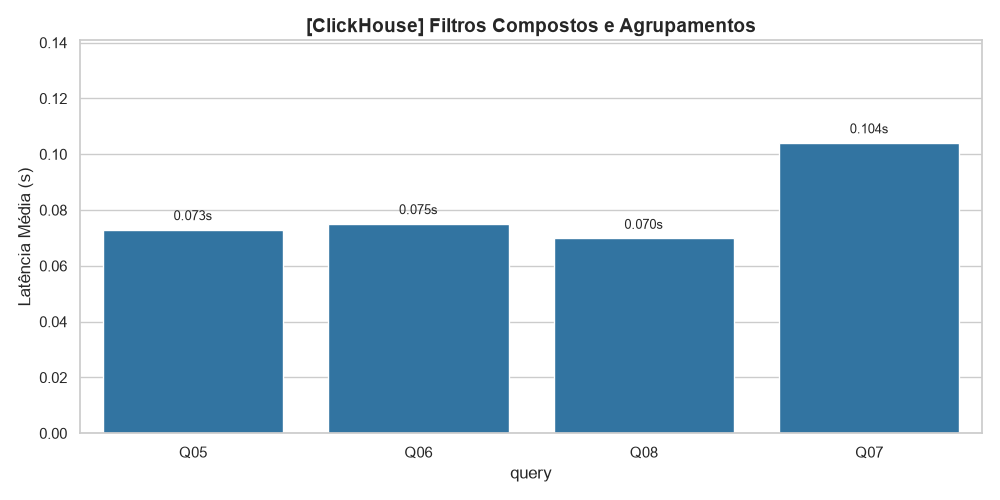 [ClickHouse] Filtros Compostos e Agrupamentos
Latência Média (s)
0.14
0.12
0.10
0.08
0.06
0.04
0.02
0.00
0.073s
0.075s
0.070s
0.104s
Q05
Q06
Q08
Q07
query